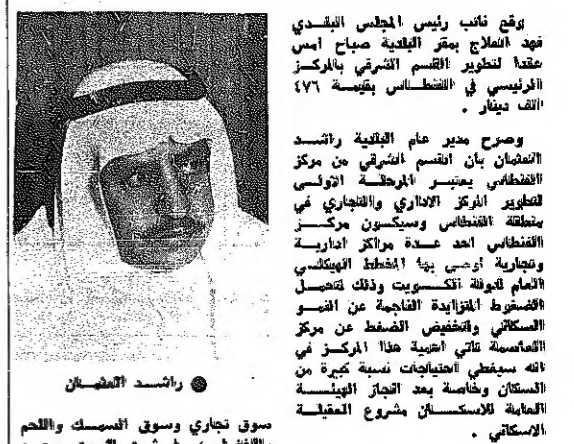 وقع نائب رئيس المجلس البلدي
فهد الفلاج بمقر البلدية صباح امس
عقدا لتطوير القسم الشرقي بالمركز
الرئيسي في الفنطاس بقيمة ٤٧٦
الف دينار .
وصرح مدير عام البلدية راشد
العثمان بأن القسم الشرقي من مركز
الفنطاس يعتبر المرحلة الاولى
لتطوير المركز الاداري والتجاري في
منطقة الفنطاس وسيكون مركز
الفنطاس احد عدة مراكز ادارية
وتجارية أوصى بها المخطط الهيكلي
العام لدولة الكويت وذلك لتحمل
الضغوط المتزايدة الناجمة عن النمو
السكاني ولتخفيض الضغط عن مركز
العاصمة تأتي اهمية هذا المركز في
انه سيغطي احتياجات نسبة كبيرة من
السكان وخاصة بعد انجاز الهيئة
العامة للاسكان مشروع العقيلة
الاسكاني .
راشد العثمان
سوق تجاري وسوق السمك واللحم